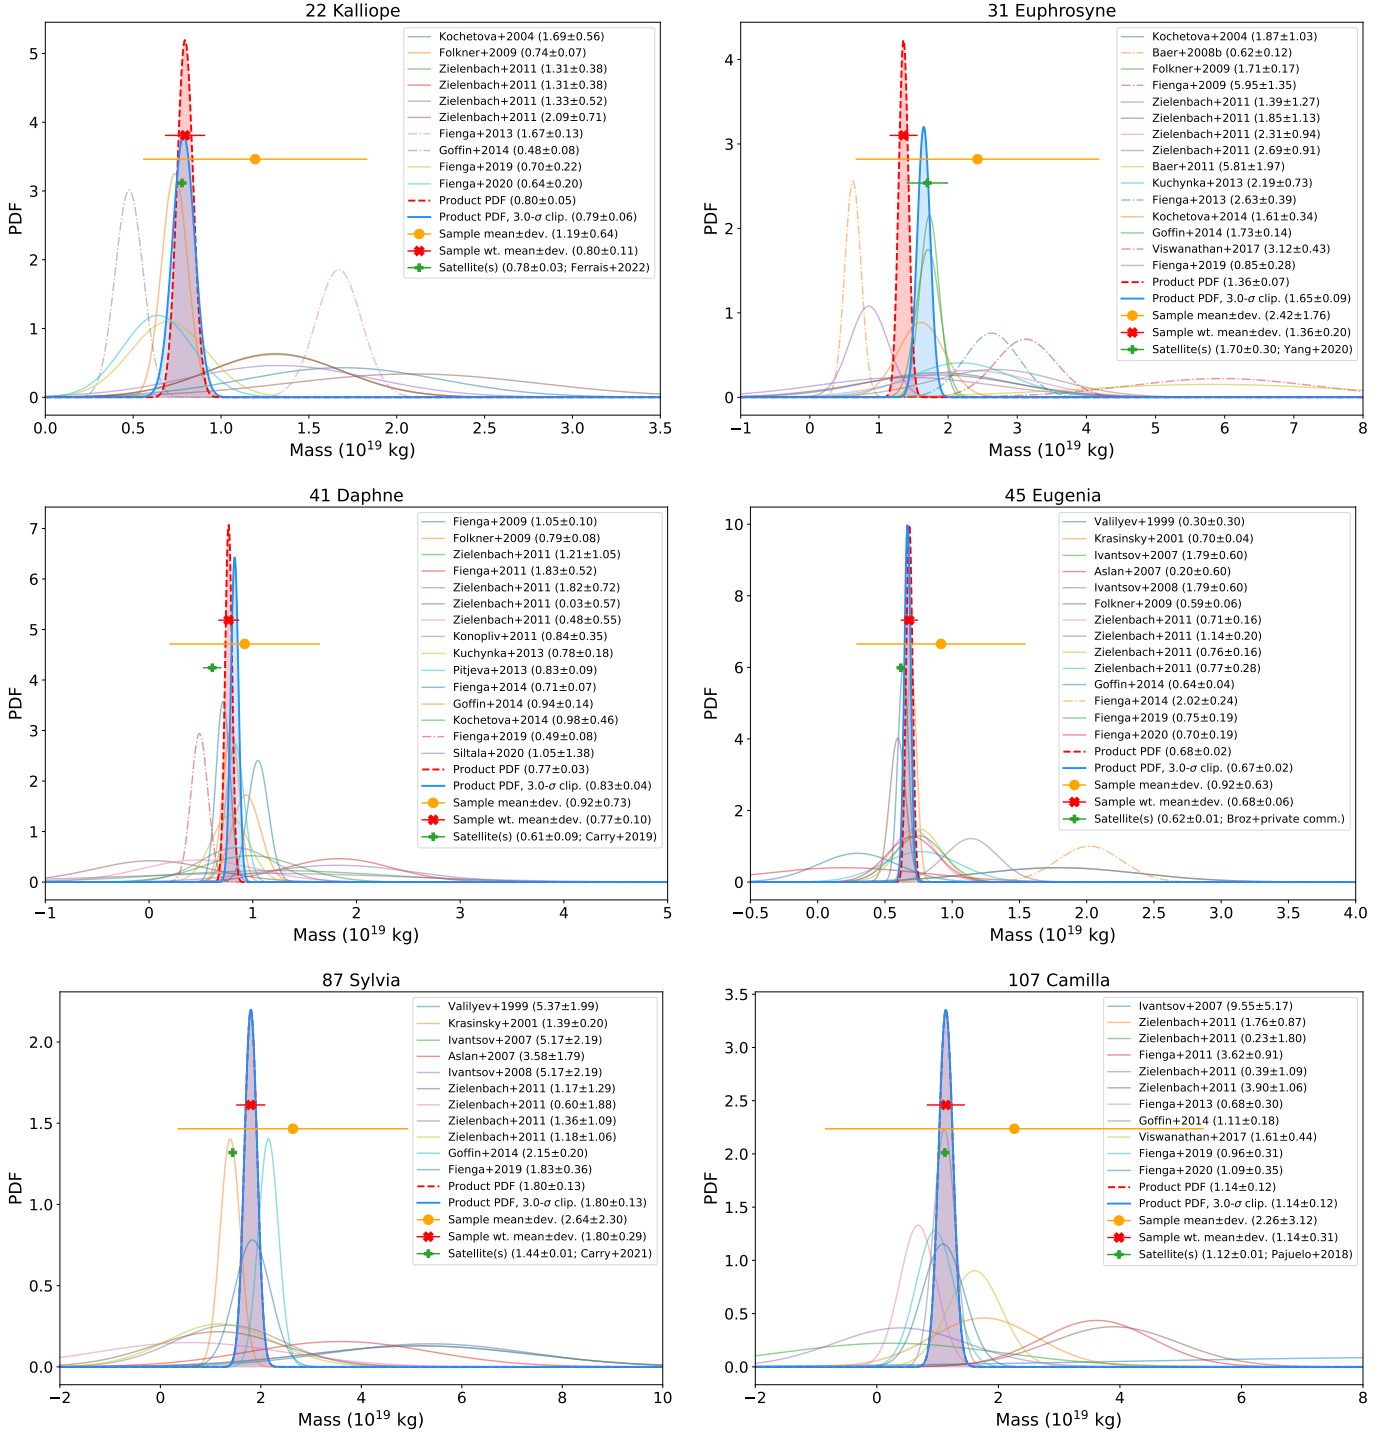 22 Kalliope
PDF
5
4
3
2
1
0
Kochetova+2004 (1.69±0.56)
Folkner+2009 (0.74±0.07)
Zielenbach+2011 (1.31±0.38)
Zielenbach+2011 (1.31±0.38)
Zielenbach+2011 (1.33±0.52)
Zielenbach+2011 (2.09±0.71)
Fienga+2013 (1.67±0.13)
Goffin+2014 (0.48±0.08)
Fienga+2019 (0.70±0.22)
Fienga+2020 (0.64±0.20)
Product PDF (0.80±0.05)
Product PDF, 3.0-σ clip. (0.79±0.06)
Sample mean±dev. (1.19±0.64)
Sample wt. mean±dev. (0.80±0.11)
Satellite(s) (0.78±0.03; Ferrais+2022)
0.0 0.5 1.0 1.5 2.0 2.5 3.0 3.5
Mass (10¹⁹ kg)
31 Euphrosyne
PDF
4
3
2
1
0
Kochetova+2004 (1.87±1.03)
Baer+2008b (0.62±0.12)
Folkner+2009 (1.71±0.17)
Fienga+2009 (5.95±1.35)
Zielenbach+2011 (1.39±1.27)
Zielenbach+2011 (1.85±1.13)
Zielenbach+2011 (2.31±0.94)
Zielenbach+2011 (2.69±0.91)
Baer+2011 (5.81±1.97)
Kuchynka+2013 (2.19±0.73)
Fienga+2013 (2.63±0.39)
Kochetova+2014 (1.61±0.34)
Goffin+2014 (1.73±0.14)
Viswanathan+2017 (3.12±0.43)
Fienga+2019 (0.85±0.28)
Product PDF (1.36±0.07)
Product PDF, 3.0-σ clip. (1.65±0.09)
Sample mean±dev. (2.42±1.76)
Sample wt. mean±dev. (1.36±0.20)
Satellite(s) (1.70±0.30; Yang+2020)
−1 0 1 2 3 4 5 6 7 8
Mass (10¹⁹ kg)
41 Daphne
PDF
7
6
5
4
3
2
1
0
Fienga+2009 (1.05±0.10)
Folkner+2009 (0.79±0.08)
Zielenbach+2011 (1.21±1.05)
Fienga+2011 (1.83±0.52)
Zielenbach+2011 (1.82±0.72)
Zielenbach+2011 (0.03±0.57)
Zielenbach+2011 (0.48±0.55)
Konopliv+2011 (0.84±0.35)
Kuchynka+2013 (0.78±0.18)
Pitjeva+2013 (0.83±0.09)
Fienga+2014 (0.71±0.07)
Goffin+2014 (0.94±0.14)
Kochetova+2014 (0.98±0.46)
Fienga+2019 (0.49±0.08)
Siltala+2020 (1.05±1.38)
Product PDF (0.77±0.03)
Product PDF, 3.0-σ clip. (0.83±0.04)
Sample mean±dev. (0.92±0.73)
Sample wt. mean±dev. (0.77±0.10)
Satellite(s) (0.61±0.09; Carry+2019)
−1 0 1 2 3 4 5
Mass (10¹⁹ kg)
45 Eugenia
PDF
10
8
6
4
2
0
Valilyev+1999 (0.30±0.30)
Krasinsky+2001 (0.70±0.04)
Ivantsov+2007 (1.79±0.60)
Aslan+2007 (0.20±0.60)
Ivantsov+2008 (1.79±0.60)
Folkner+2009 (0.59±0.06)
Zielenbach+2011 (0.71±0.16)
Zielenbach+2011 (1.14±0.20)
Zielenbach+2011 (0.76±0.16)
Zielenbach+2011 (0.77±0.28)
Goffin+2014 (0.64±0.04)
Fienga+2014 (2.02±0.24)
Fienga+2019 (0.75±0.19)
Fienga+2020 (0.70±0.19)
Product PDF (0.68±0.02)
Product PDF, 3.0-σ clip. (0.67±0.02)
Sample mean±dev. (0.92±0.63)
Sample wt. mean±dev. (0.68±0.06)
Satellite(s) (0.62±0.01; Broz+private comm.)
−0.5 0.0 0.5 1.0 1.5 2.0 2.5 3.0 3.5 4.0
Mass (10¹⁹ kg)
87 Sylvia
PDF
2.0
1.5
1.0
0.5
0.0
Valilyev+1999 (5.37±1.99)
Krasinsky+2001 (1.39±0.20)
Ivantsov+2007 (5.17±2.19)
Aslan+2007 (3.58±1.79)
Ivantsov+2008 (5.17±2.19)
Zielenbach+2011 (1.17±1.29)
Zielenbach+2011 (0.60±1.88)
Zielenbach+2011 (1.36±1.09)
Zielenbach+2011 (1.18±1.06)
Goffin+2014 (2.15±0.20)
Fienga+2019 (1.83±0.36)
Product PDF (1.80±0.13)
Product PDF, 3.0-σ clip. (1.80±0.13)
Sample mean±dev. (2.64±2.30)
Sample wt. mean±dev. (1.80±0.29)
Satellite(s) (1.44±0.01; Carry+2021)
−2 0 2 4 6 8 10
Mass (10¹⁹ kg)
107 Camilla
PDF
3.5
3.0
2.5
2.0
1.5
1.0
0.5
0.0
Ivantsov+2007 (9.55±5.17)
Zielenbach+2011 (1.76±0.87)
Zielenbach+2011 (0.23±1.80)
Fienga+2011 (3.62±0.91)
Zielenbach+2011 (0.39±1.09)
Zielenbach+2011 (3.90±1.06)
Fienga+2013 (0.68±0.30)
Goffin+2014 (1.11±0.18)
Viswanathan+2017 (1.61±0.44)
Fienga+2019 (0.96±0.31)
Fienga+2020 (1.09±0.35)
Product PDF (1.14±0.12)
Product PDF, 3.0-σ clip. (1.14±0.12)
Sample mean±dev. (2.26±3.12)
Sample wt. mean±dev. (1.14±0.31)
Satellite(s) (1.12±0.01; Pajuelo+2018)
−2 0 2 4 6 8
Mass (10¹⁹ kg)